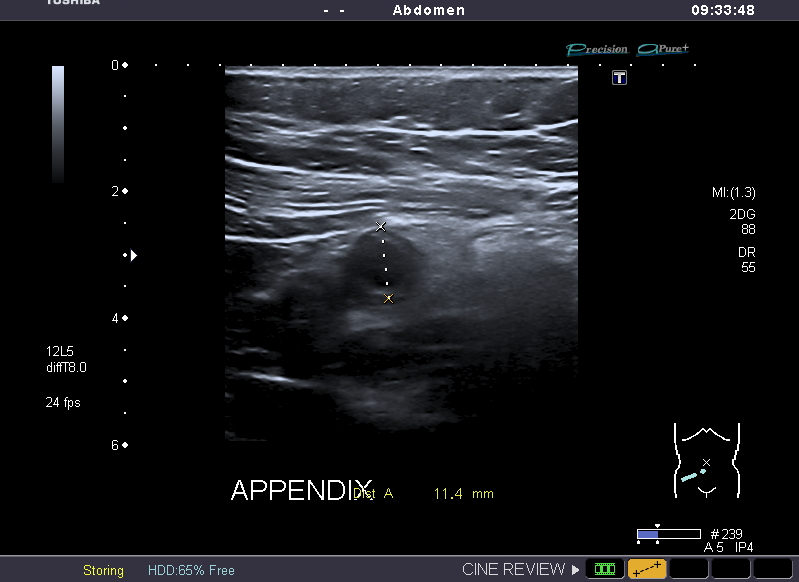 TOSHIBA
- - Abdomen 09:33:48
Precision APure+
T
0
2
4
6
MI:(1.3)
2DG
88
DR
55
12L5
diffT8.0
24 fps
APPENDIX
Dist A 11.4 mm
#239
A 5 IP4
Storing HDD:65% Free CINE REVIEW